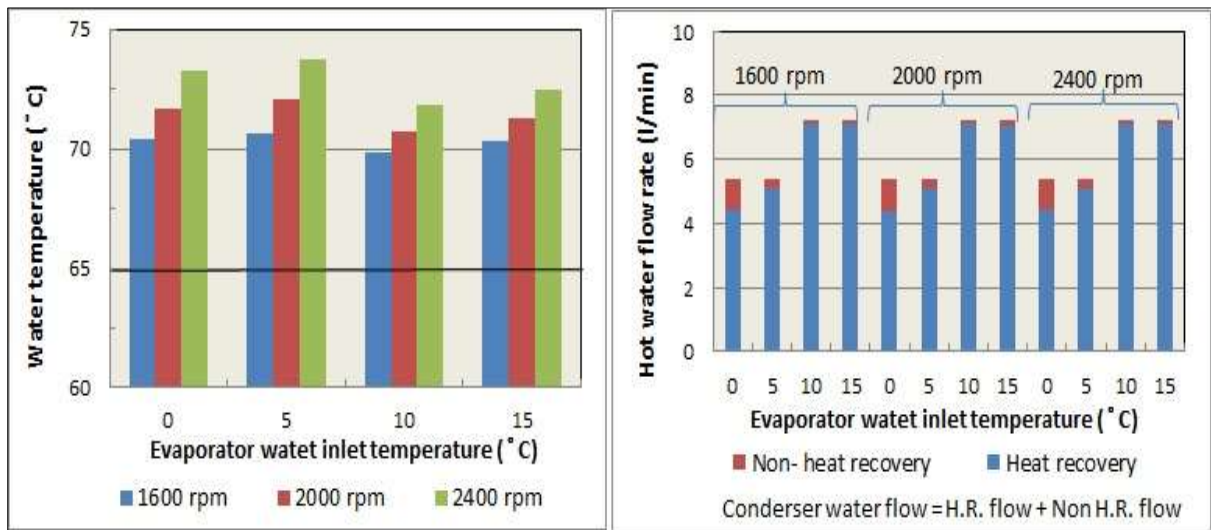 75
70
65
60
Water temperature (˚C)
0 5 10 15
Evaporator watet inlet temperature (˚C)
1600 rpm 2000 rpm 2400 rpm
10
8
6
4
2
0
Hot water flow rate (l/min)
1600 rpm 2000 rpm 2400 rpm
0 5 10 15 0 5 10 15 0 5 10 15
Evaporator watet inlet temperature (˚C)
Non- heat recovery Heat recovery
Conderser water flow = H.R. flow + Non H.R. flow